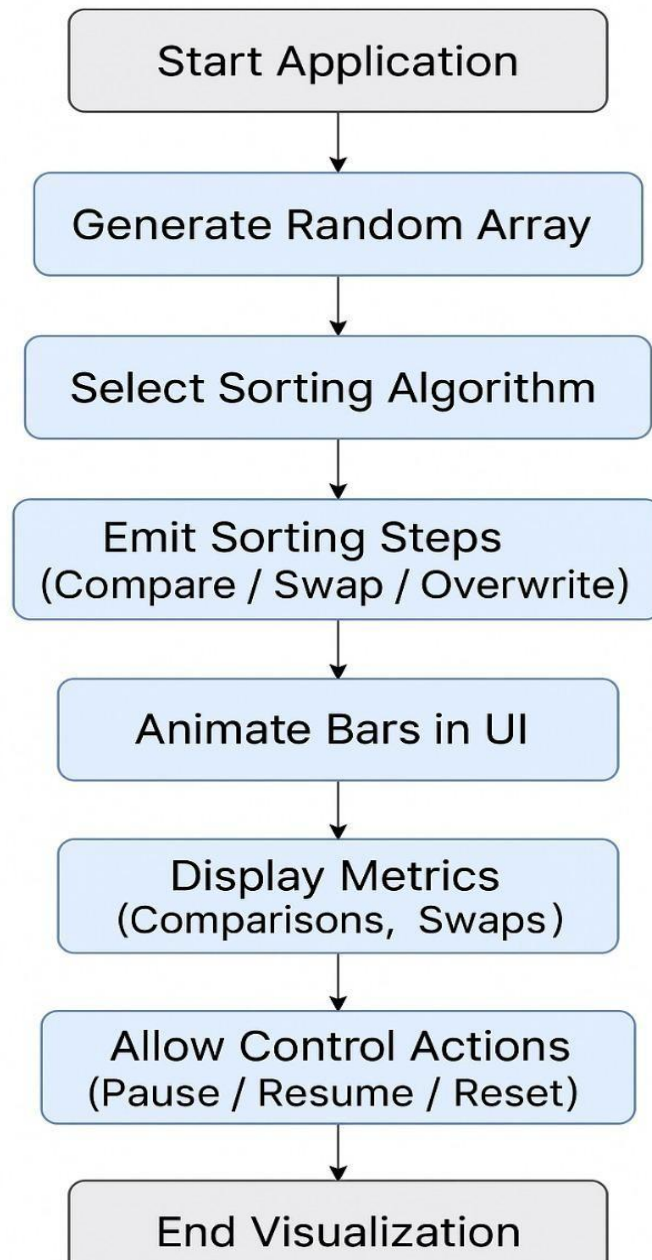 Start Application
Generate Random Array
Select Sorting Algorithm
Emit Sorting Steps
(Compare / Swap / Overwrite)
Animate Bars in UI
Display Metrics
(Comparisons, Swaps)
Allow Control Actions
(Pause / Resume / Reset)
End Visualization